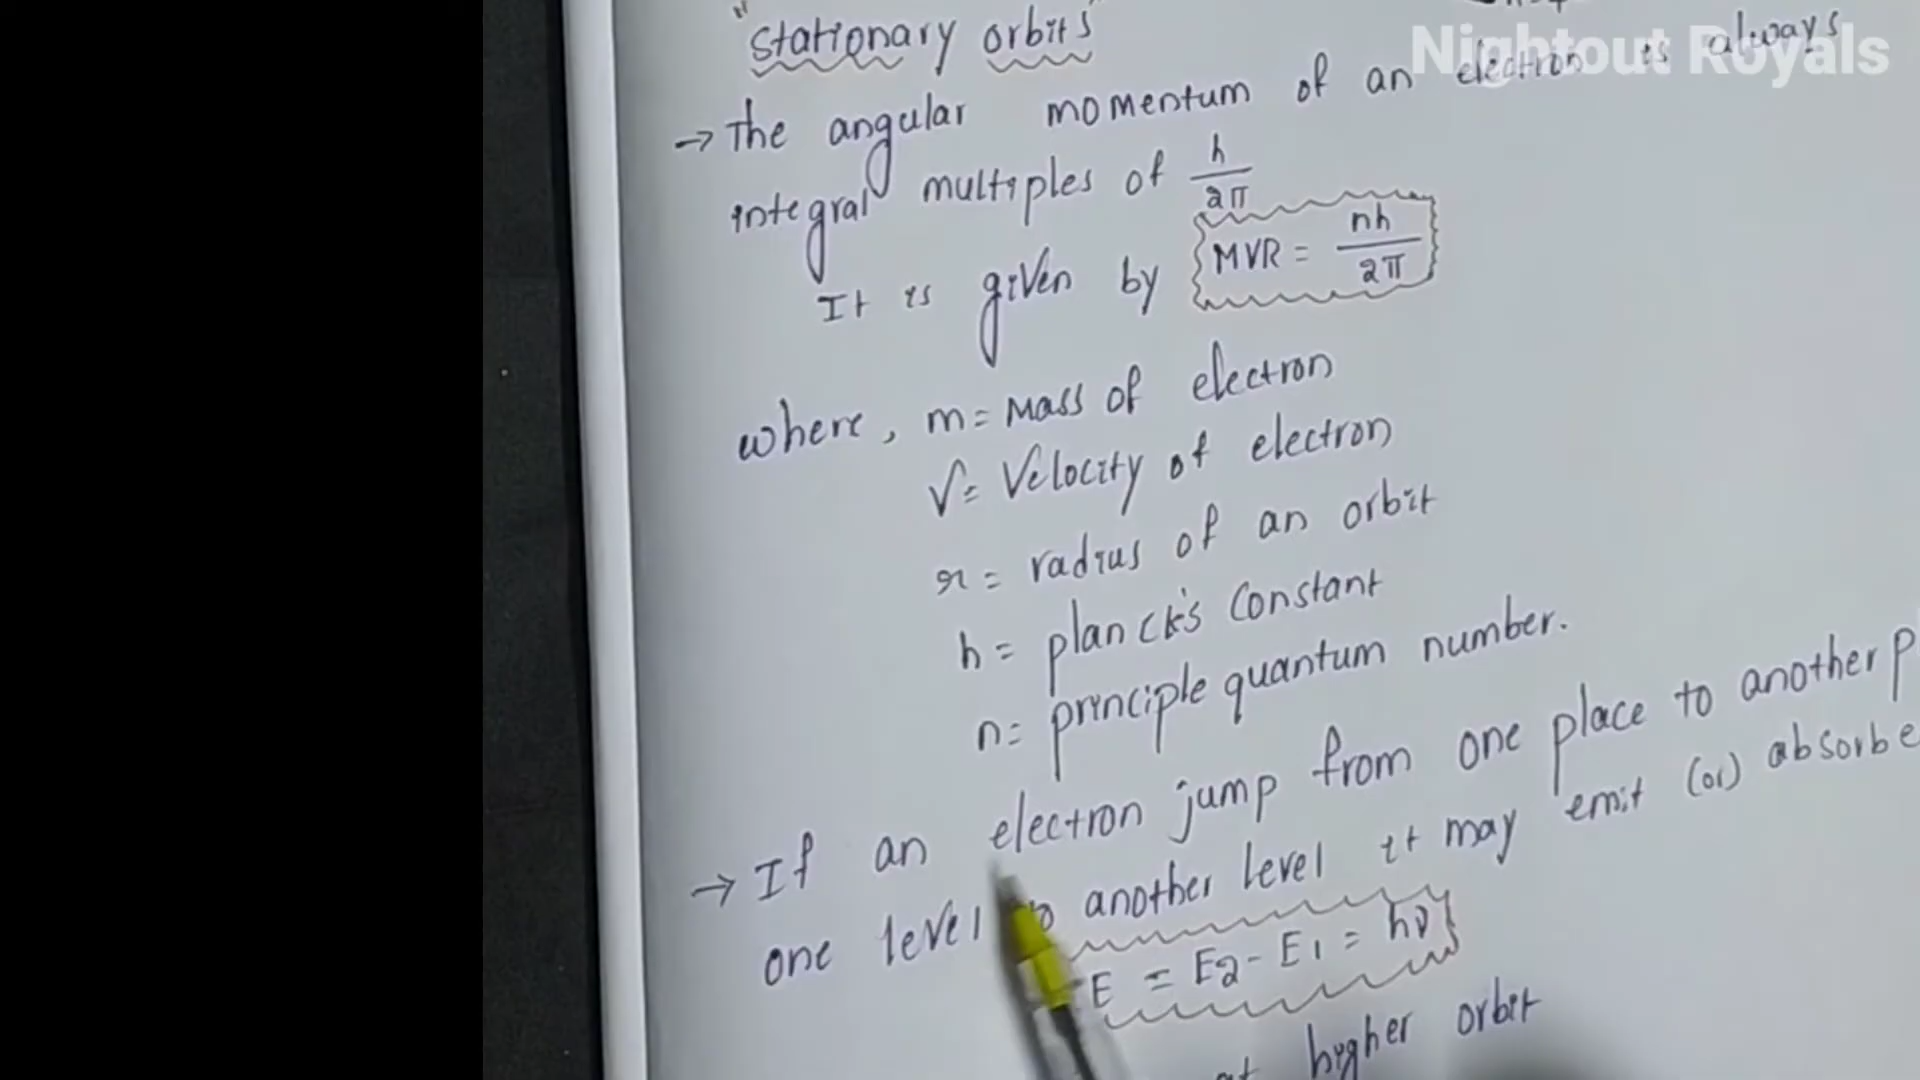 "stationary orbits"
Nightout Royals
→ The angular momentum of an electron is always
integral multiples of h/2π
It is given by MVR = nh/2π
where, m = Mass of electron
V = Velocity of electron
r = radius of an orbit
h = planck's constant
n = principle quantum number.
→ If an electron jump from one place to another p
one level to another level it may emit (or) absorbe
E = E2 - E1 = hν
at higher orbit